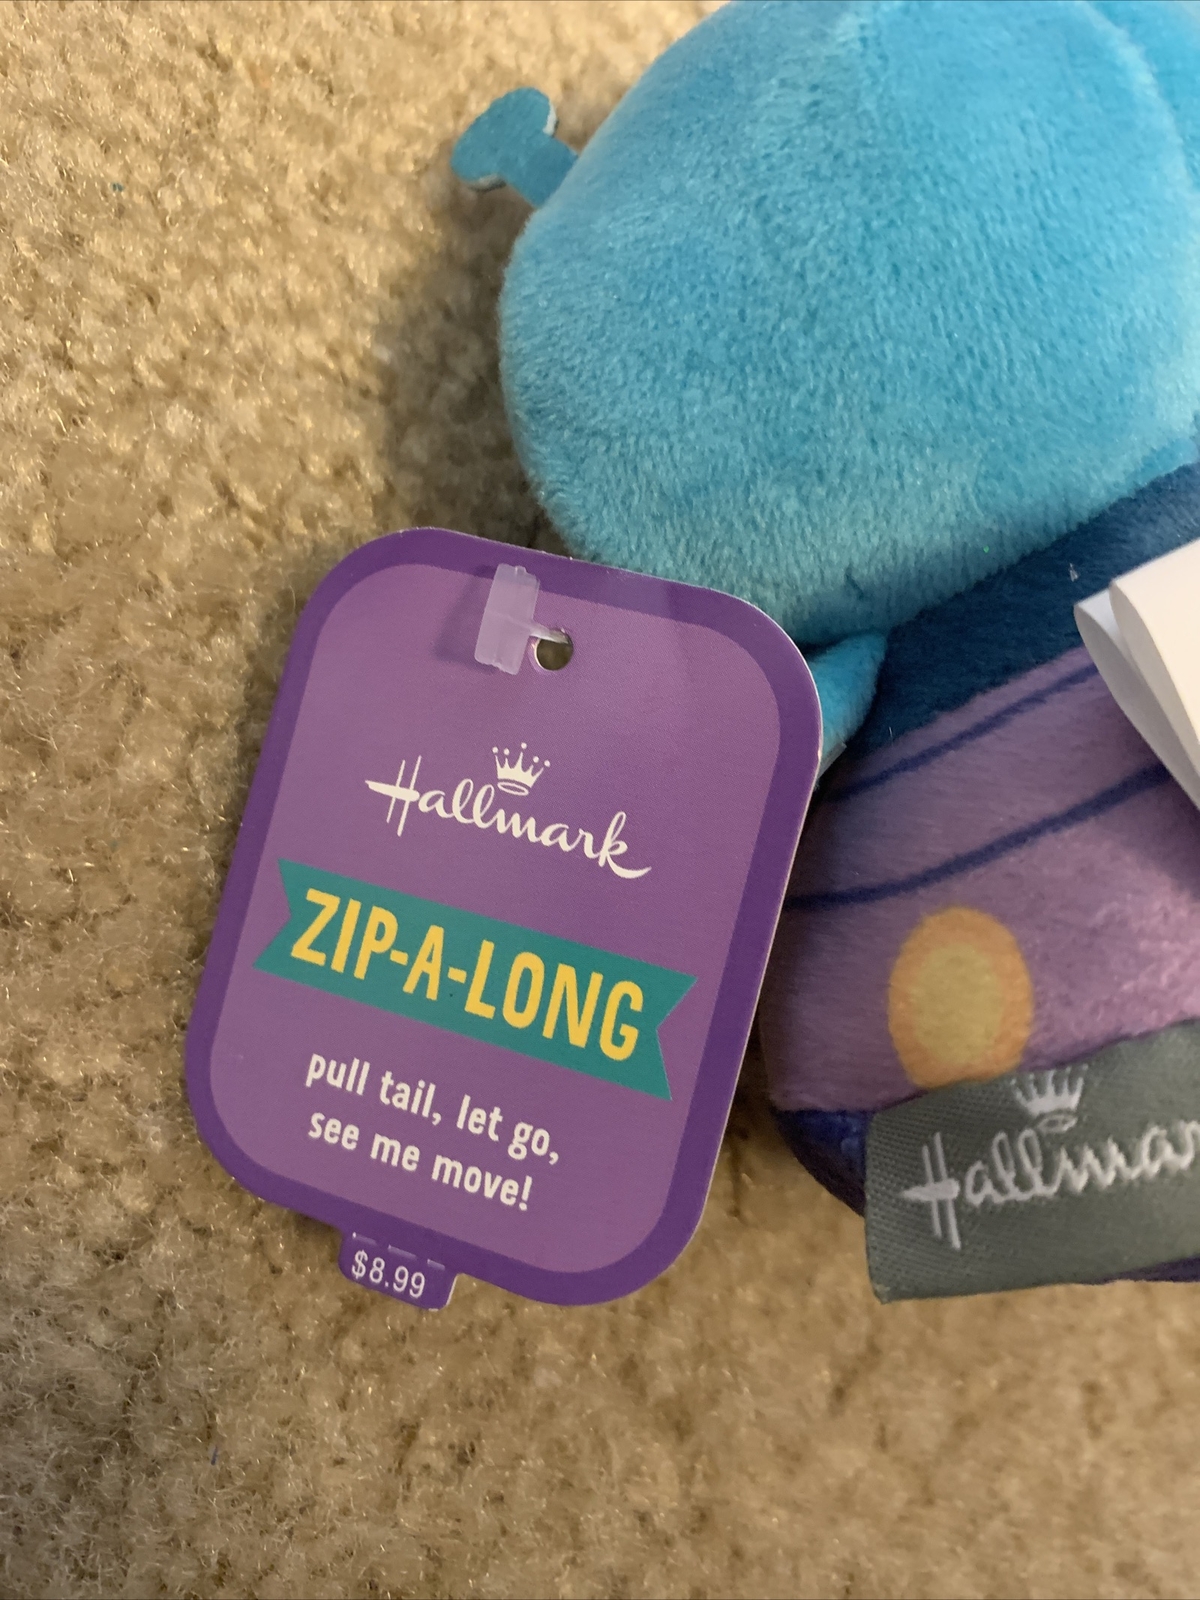 Hallmark
ZIP-A-LONG
pull tail, let go,
see me move!
$8.99
Hallmar